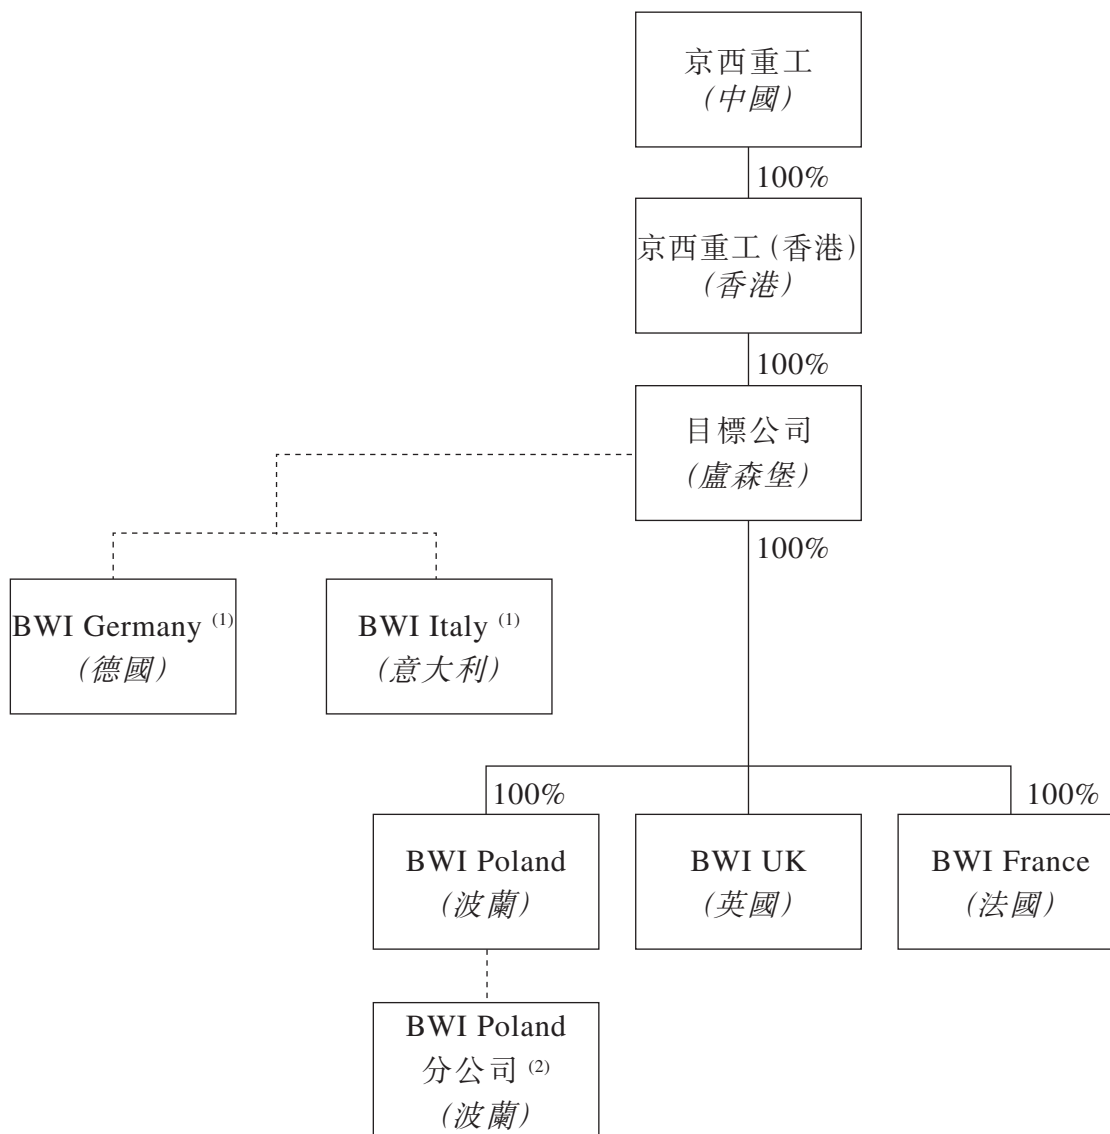 京西重工
(中國)
100%
京西重工(香港)
(香港)
100%
目標公司
(盧森堡)
100%
BWI Germany (1)
(德國)
BWI Italy (1)
(意大利)
100%
100%
BWI Poland
(波蘭)
BWI UK
(英國)
BWI France
(法國)
BWI Poland
分公司 (2)
(波蘭)